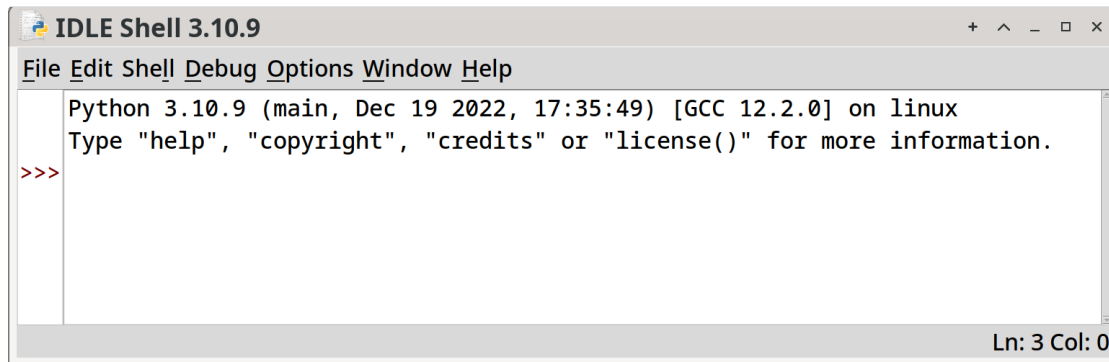 IDLE Shell 3.10.9
File Edit Shell Debug Options Window Help
Python 3.10.9 (main, Dec 19 2022, 17:35:49) [GCC 12.2.0] on linux
Type "help", "copyright", "credits" or "license()" for more information.
>>>
Ln: 3 Col: 0